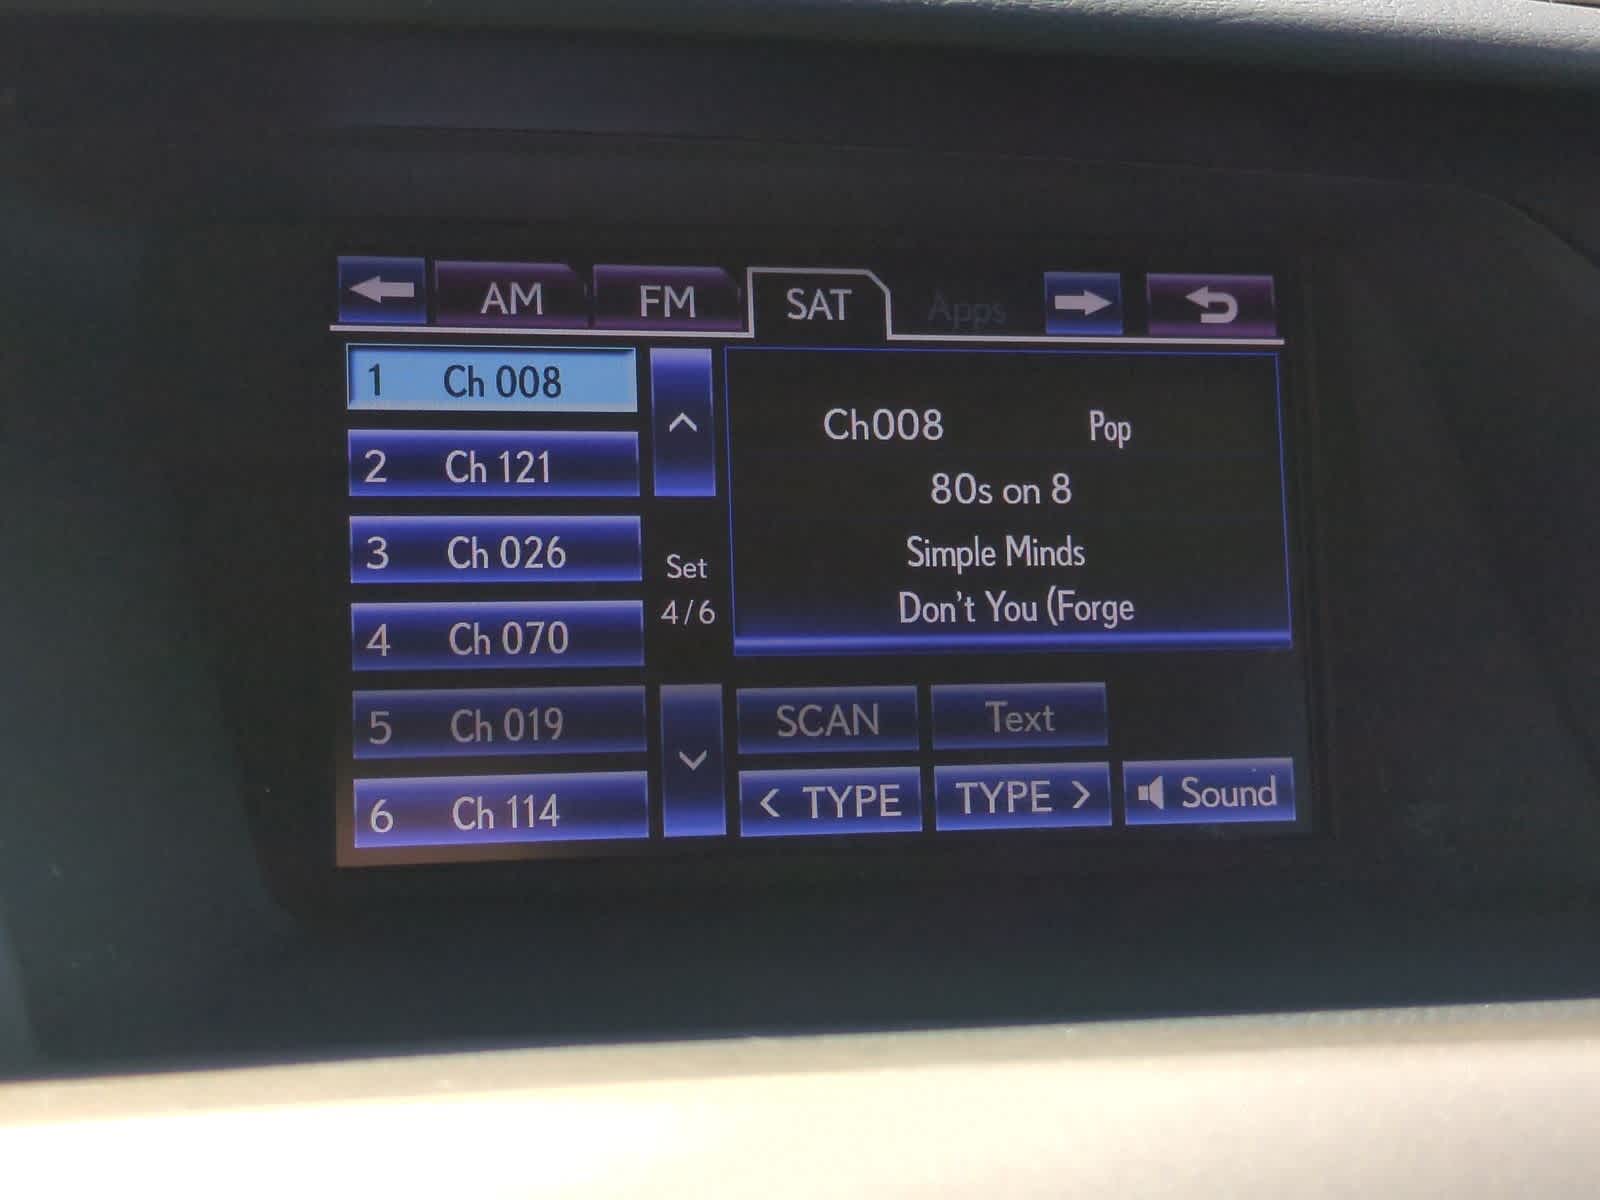 AM FM SAT Apps
1 Ch 008
2 Ch 121
3 Ch 026
4 Ch 070
5 Ch 019
6 Ch 114
Set
4/6
Ch008 Pop
80s on 8
Simple Minds
Don't You (Forge
SCAN Text
< TYPE TYPE > Sound